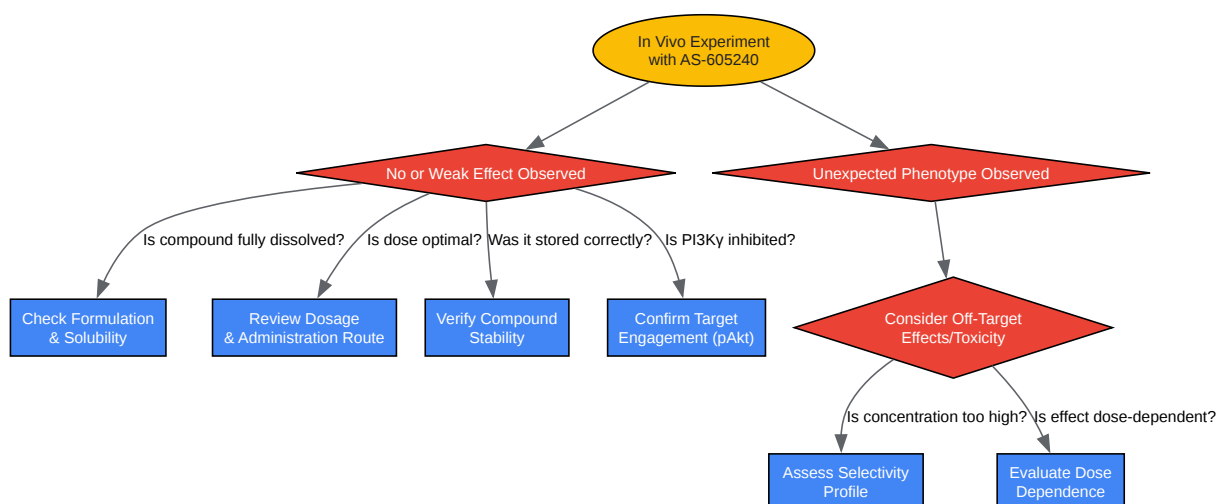 In Vivo Experiment
with AS-605240
No or Weak Effect Observed
Unexpected Phenotype Observed
Is compound fully dissolved?
Is dose optimal?
Was it stored correctly?
Is PI3Kγ inhibited?
Check Formulation
& Solubility
Review Dosage
& Administration Route
Verify Compound
Stability
Confirm Target
Engagement (pAkt)
Consider Off-Target
Effects/Toxicity
Is concentration too high?
Is effect dose-dependent?
Assess Selectivity
Profile
Evaluate Dose
Dependence